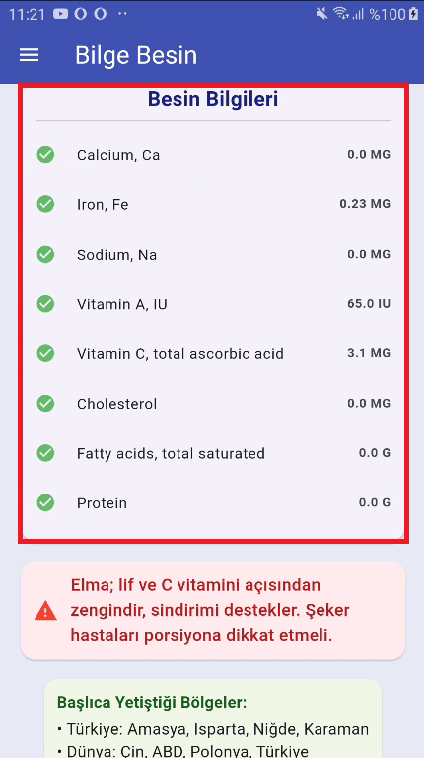 11:21 %100
Bilge Besin
Besin Bilgileri
Calcium, Ca 0.0 MG
Iron, Fe 0.23 MG
Sodium, Na 0.0 MG
Vitamin A, IU 65.0 IU
Vitamin C, total ascorbic acid 3.1 MG
Cholesterol 0.0 MG
Fatty acids, total saturated 0.0 G
Protein 0.0 G
Elma; lif ve C vitamini açısından
zengindir, sindirimi destekler. Şeker
hastaları porsiyona dikkat etmeli.
Başlıca Yetiştiği Bölgeler:
• Türkiye: Amasya, Isparta, Niğde, Karaman
• Dünya: Çin, ABD, Polonya, Türkiye